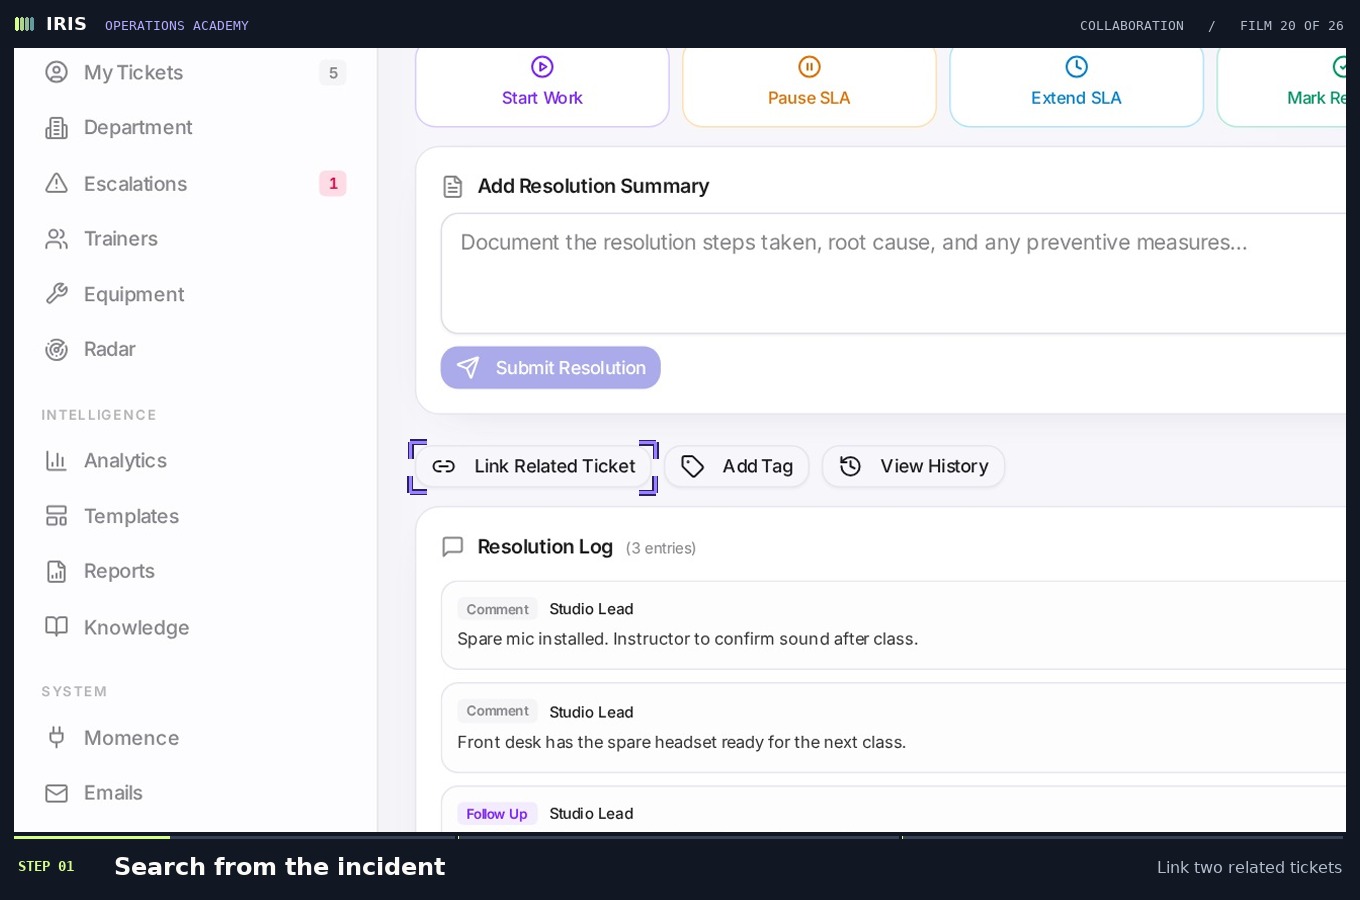 IRIS OPERATIONS ACADEMY
COLLABORATION / FILM 20 OF 26
My Tickets 5
Department
Escalations 1
Trainers
Equipment
Radar
INTELLIGENCE
Analytics
Templates
Reports
Knowledge
SYSTEM
Momence
Emails
Start Work
Pause SLA
Extend SLA
Mark Re
Add Resolution Summary
Document the resolution steps taken, root cause, and any preventive measures...
Submit Resolution
Link Related Ticket
Add Tag
View History
Resolution Log (3 entries)
Comment Studio Lead
Spare mic installed. Instructor to confirm sound after class.
Comment Studio Lead
Front desk has the spare headset ready for the next class.
Follow Up Studio Lead
STEP 01 Search from the incident
Link two related tickets